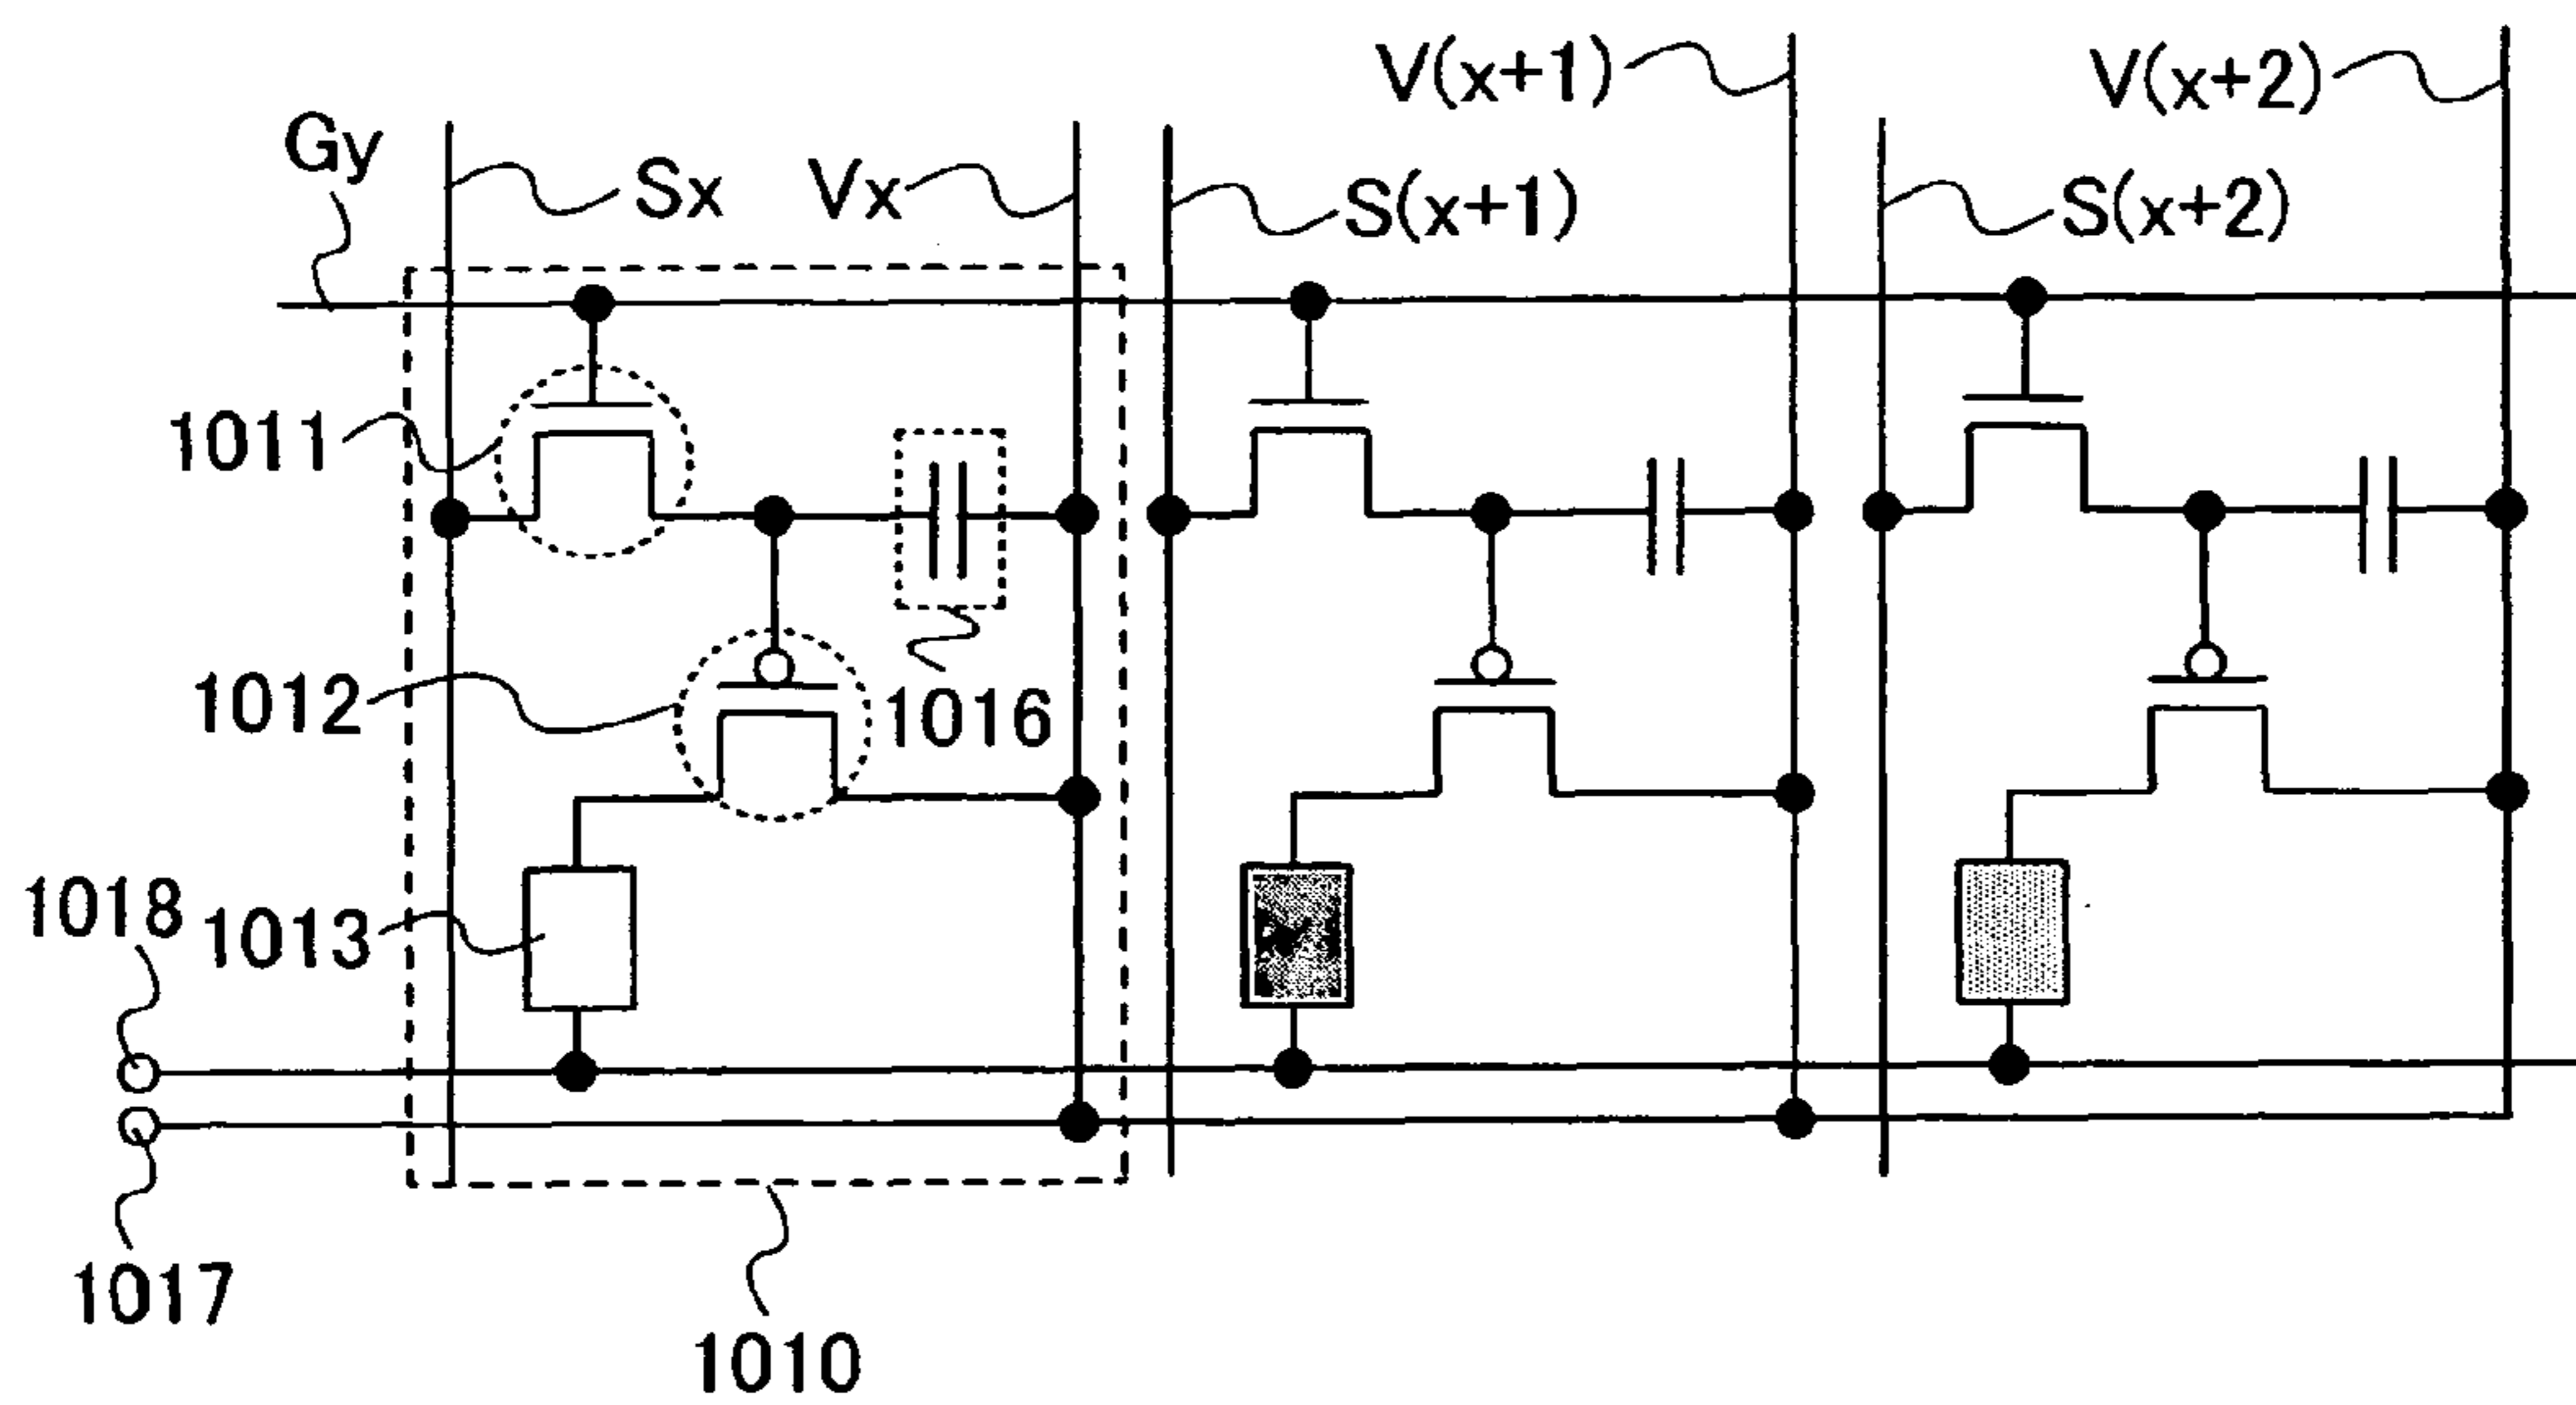 V(x+1)
V(x+2)
Gy
Sx
Vx
S(x+1)
S(x+2)
1011
1012
1016
1018
1013
1017
1010